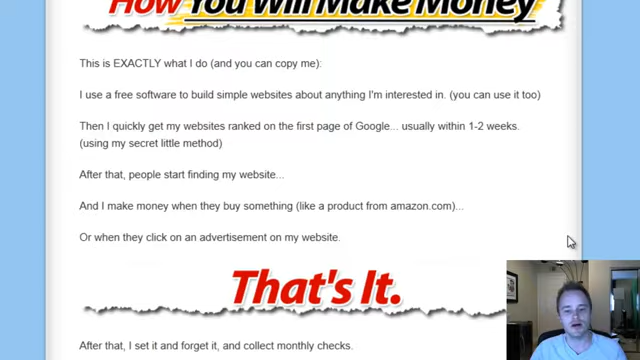 How You Will Make Money
This is EXACTLY what I do (and you can copy me):
I use a free software to build simple websites about anything I'm interested in. (you can use it too)
Then I quickly get my websites ranked on the first page of Google... usually within 1-2 weeks.
(using my secret little method)
After that, people start finding my website...
And I make money when they buy something (like a product from amazon.com)...
Or when they click on an advertisement on my website.
That's It.
After that, I set it and forget it, and collect monthly checks.